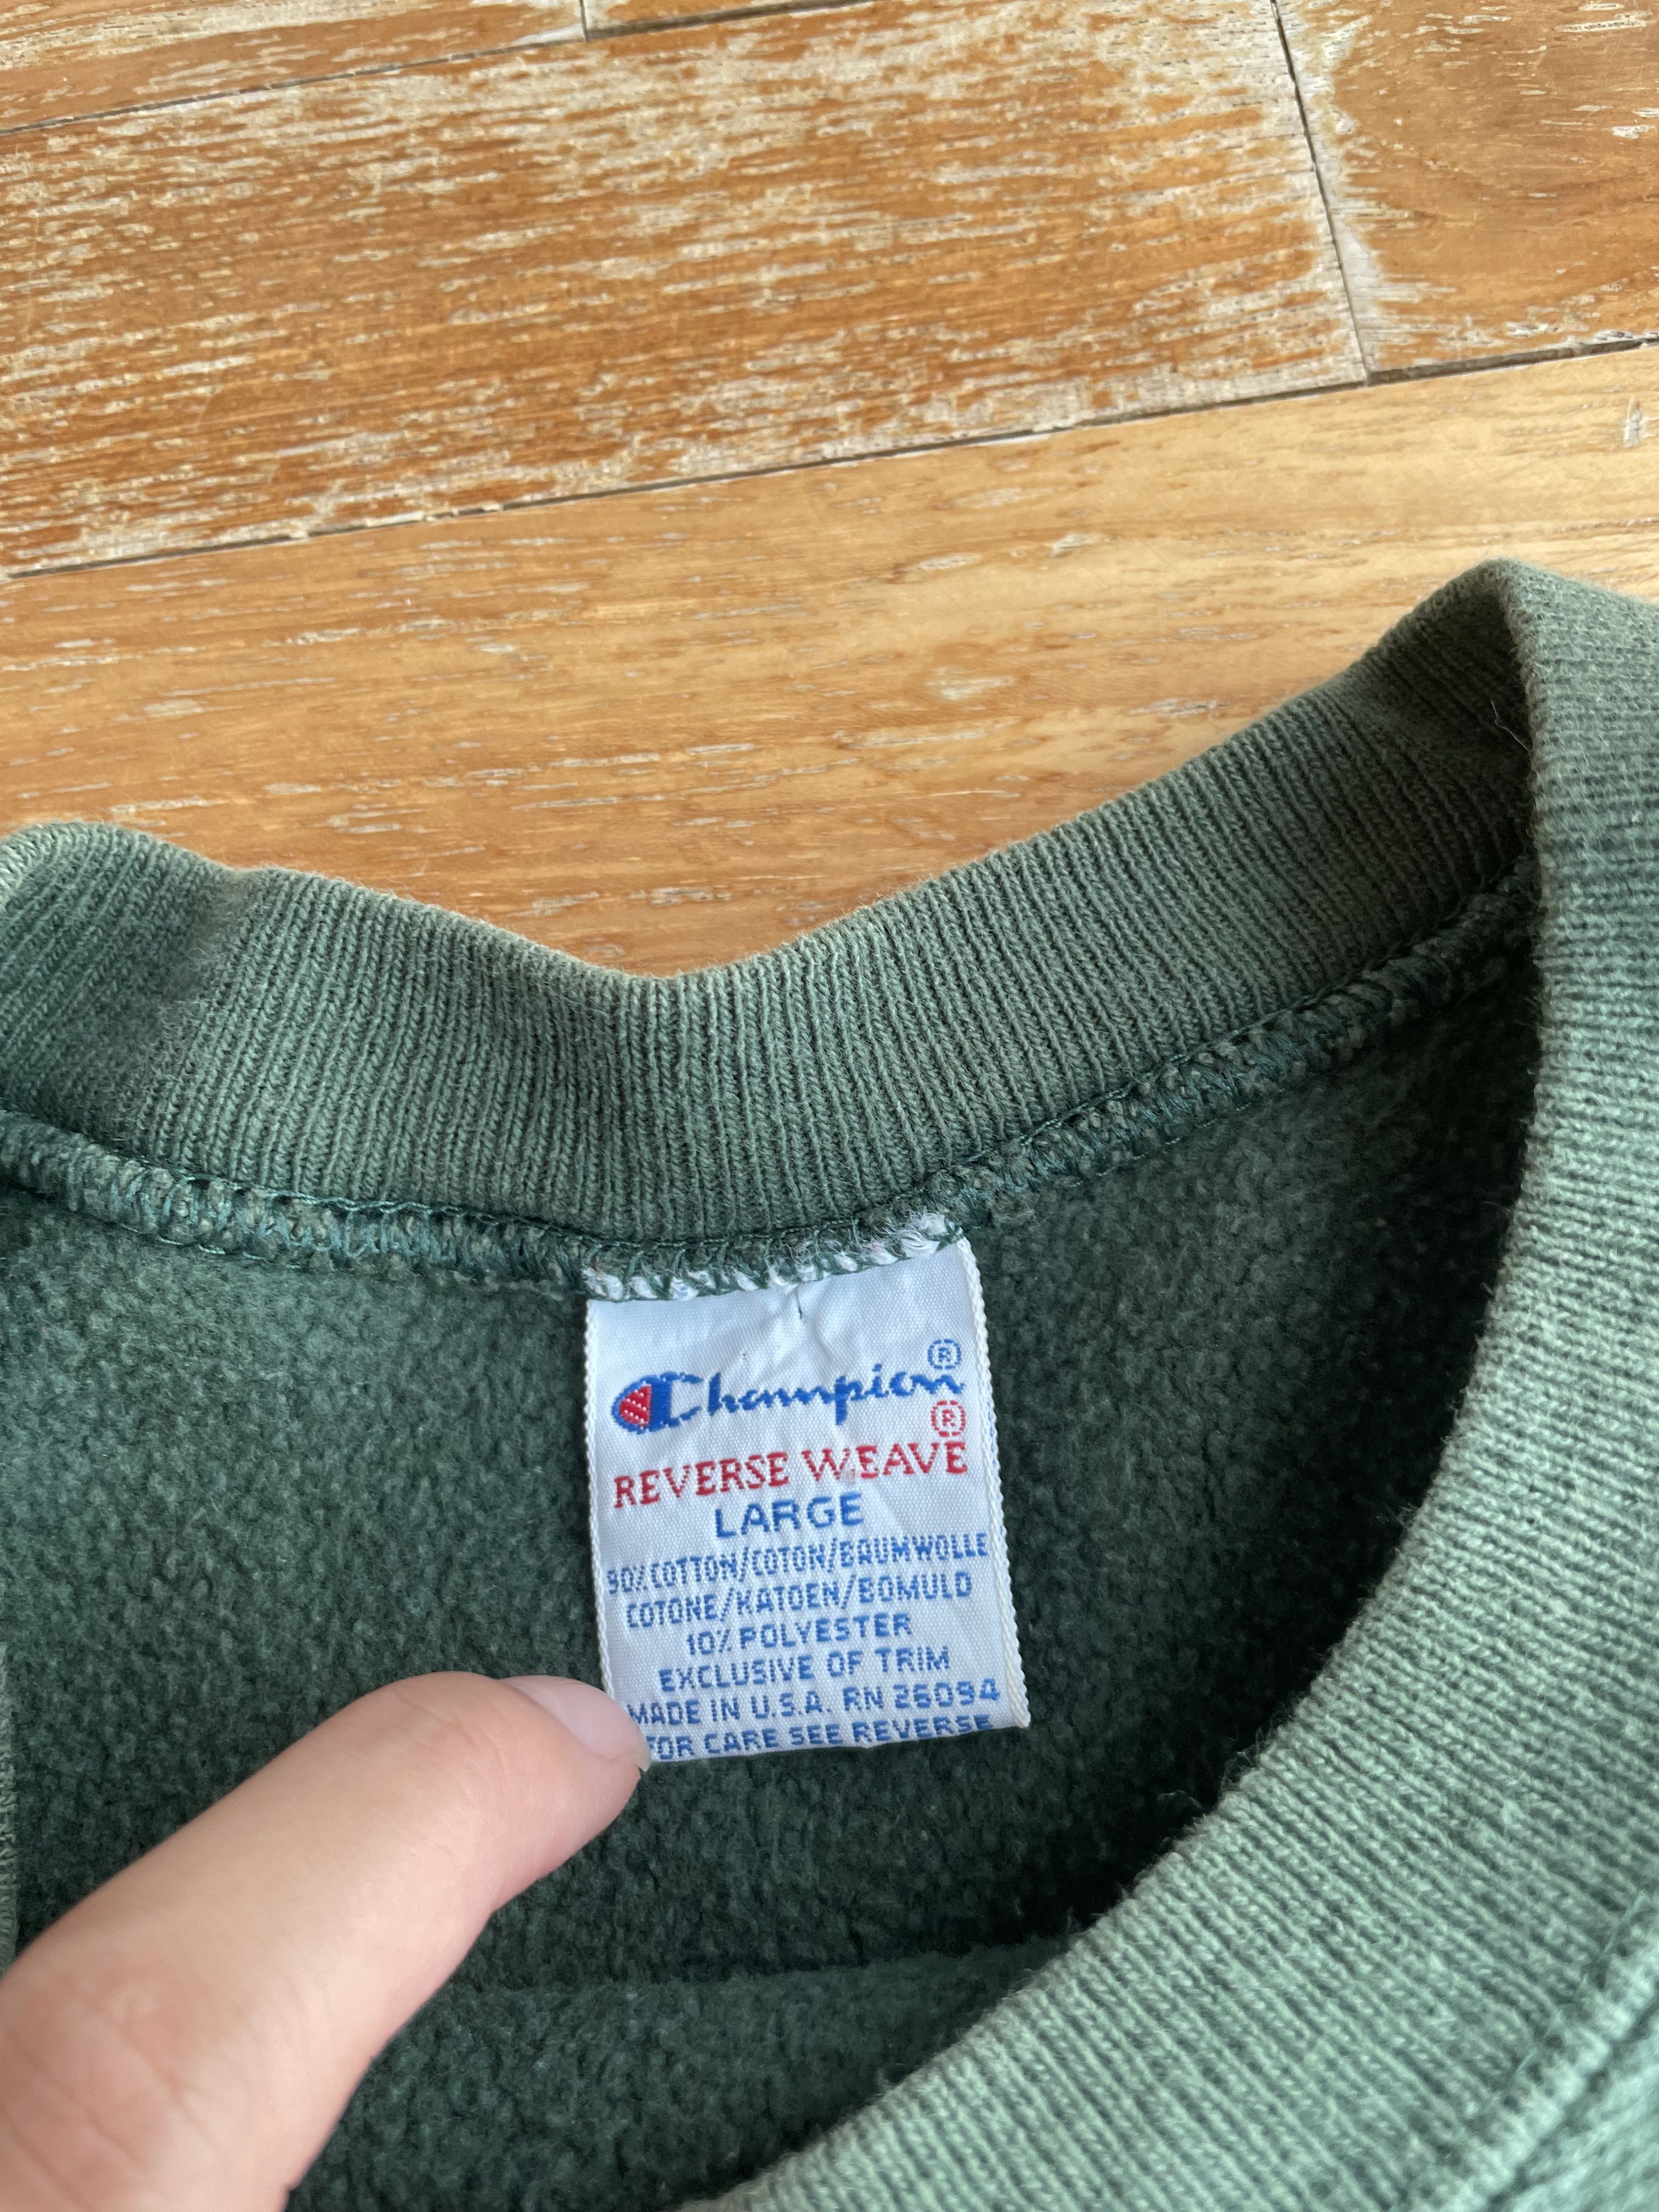 Champion®
REVERSE WEAVE®
LARGE
90% COTTON/COTON/BAUMWOLLE
COTONE/KATOEN/BOMULD
10% POLYESTER
EXCLUSIVE OF TRIM
MADE IN U.S.A. RN 26094
FOR CARE SEE REVERSE